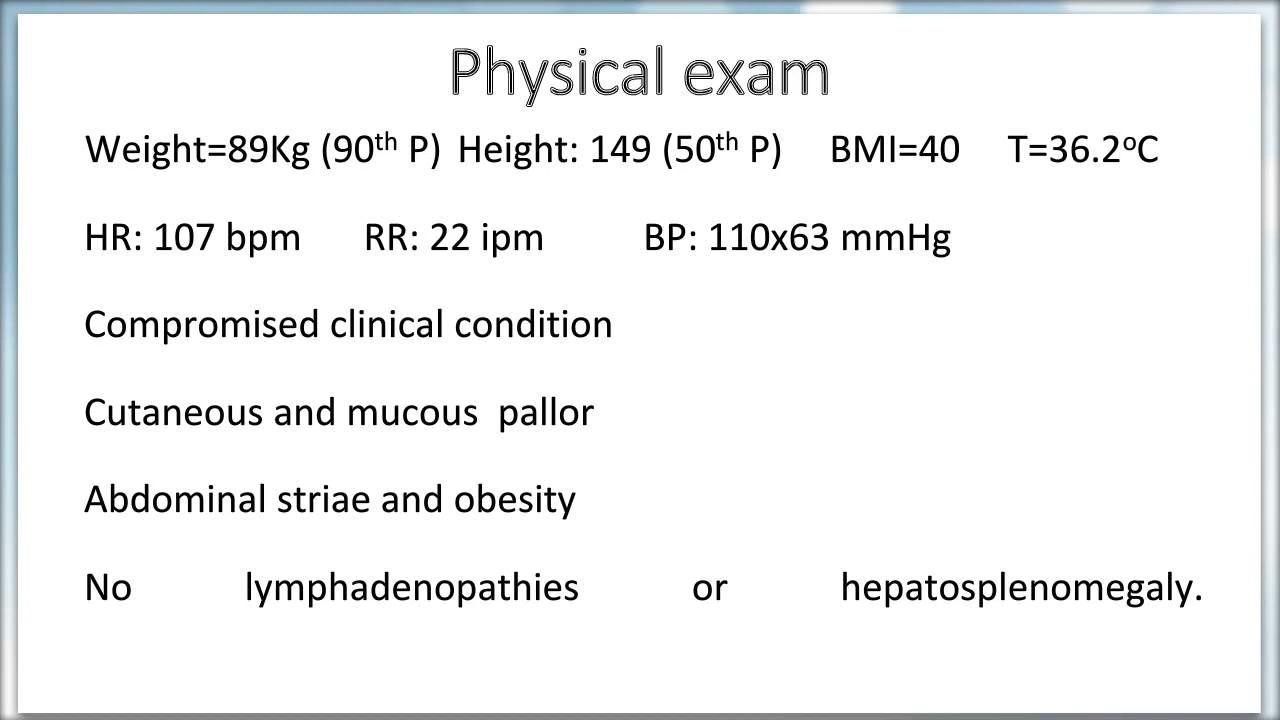 Physical exam
Weight=89Kg (90th P) Height: 149 (50th P) BMI=40 T=36.2oC
HR: 107 bpm RR: 22 ipm BP: 110x63 mmHg
Compromised clinical condition
Cutaneous and mucous pallor
Abdominal striae and obesity
No lymphadenopathies or hepatosplenomegaly.